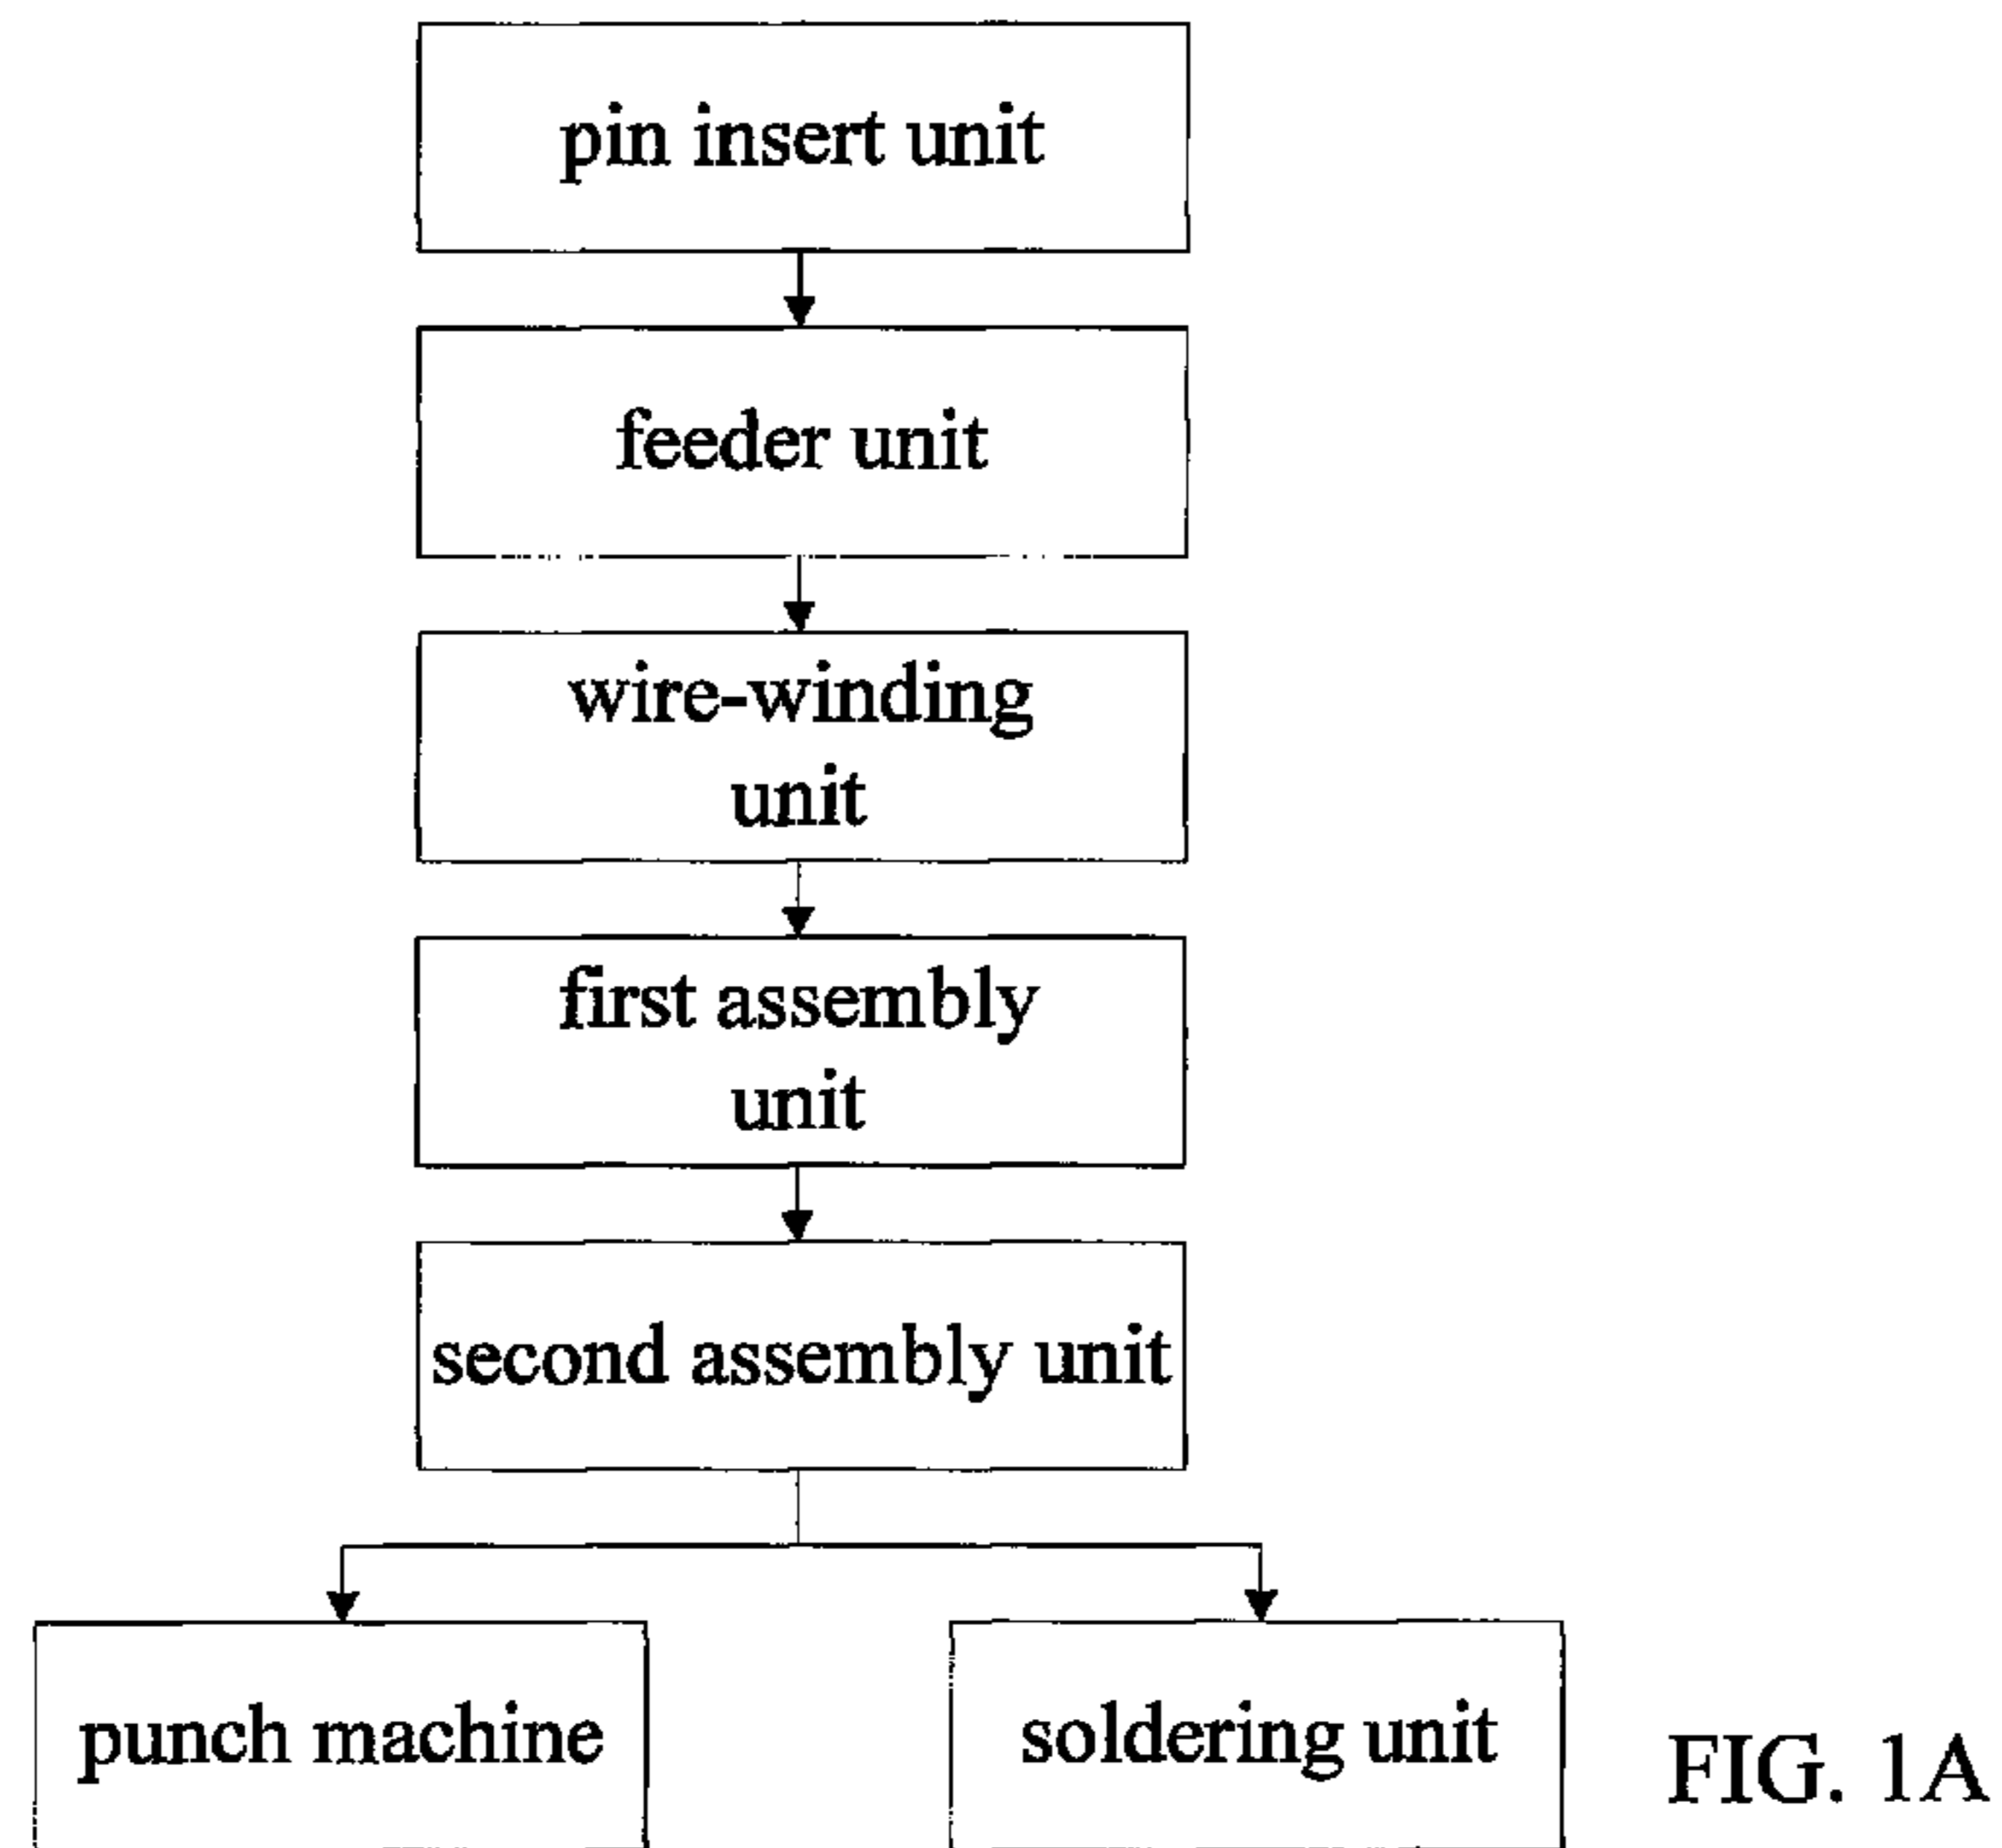 pin insert unit
feeder unit
wire-winding
unit
first assembly
unit
second assembly unit
punch machine
soldering unit
FIG. 1A